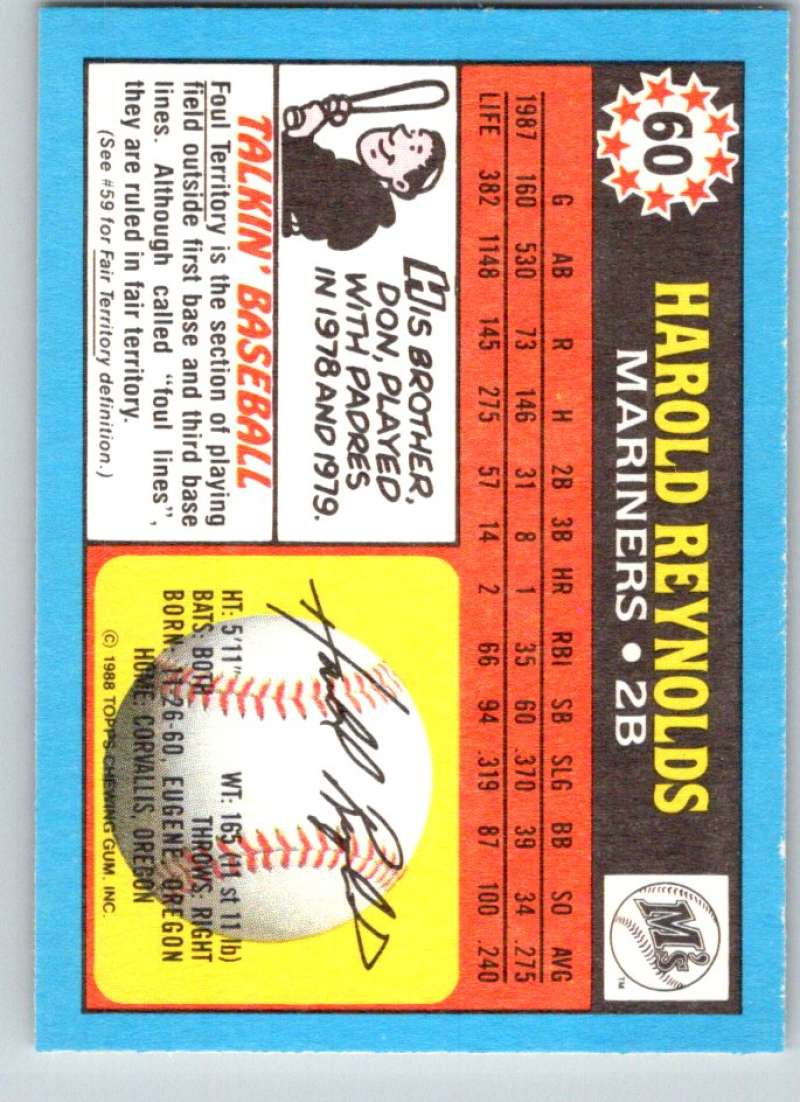 60
HAROLD REYNOLDS
MARINERS • 2B
M's
TM
G AB R H 2B 3B HR RBI SB SLG BB SO AVG
1987 160 530 73 146 31 8 1 35 60 .370 39 34 .275
LIFE 382 1148 145 275 57 14 2 66 94 .319 87 100 .240
HIS BROTHER,
DON, PLAYED
WITH PADRES
IN 1978 AND 1979.
TALKIN' BASEBALL
Foul Territory is the section of playing
field outside first base and third base
lines. Although called "foul lines",
they are ruled in fair territory.
(See #59 for Fair Territory definition.)
Harold Reynolds
HT: 5'11" WT: 165 (11 st 11 lb)
BATS: BOTH THROWS: RIGHT
BORN: 11-26-60, EUGENE, OREGON
HOME: CORVALLIS, OREGON
© 1988 TOPPS CHEWING GUM, INC.